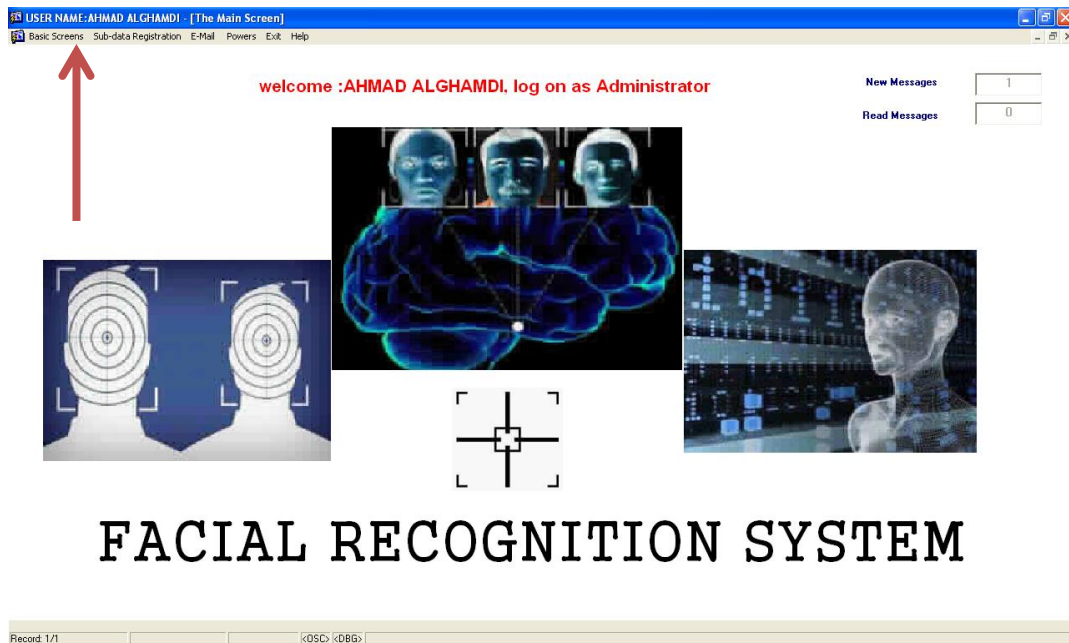 USER NAME:AHMAD ALGHAMDI - [The Main Screen]
Basic Screens Sub-data Registration E-Mail Powers Exit Help
welcome :AHMAD ALGHAMDI, log on as Administrator
New Messages 1
Read Messages 0
FACIAL RECOGNITION SYSTEM
Record: 1/1 <OSC> <DBG>